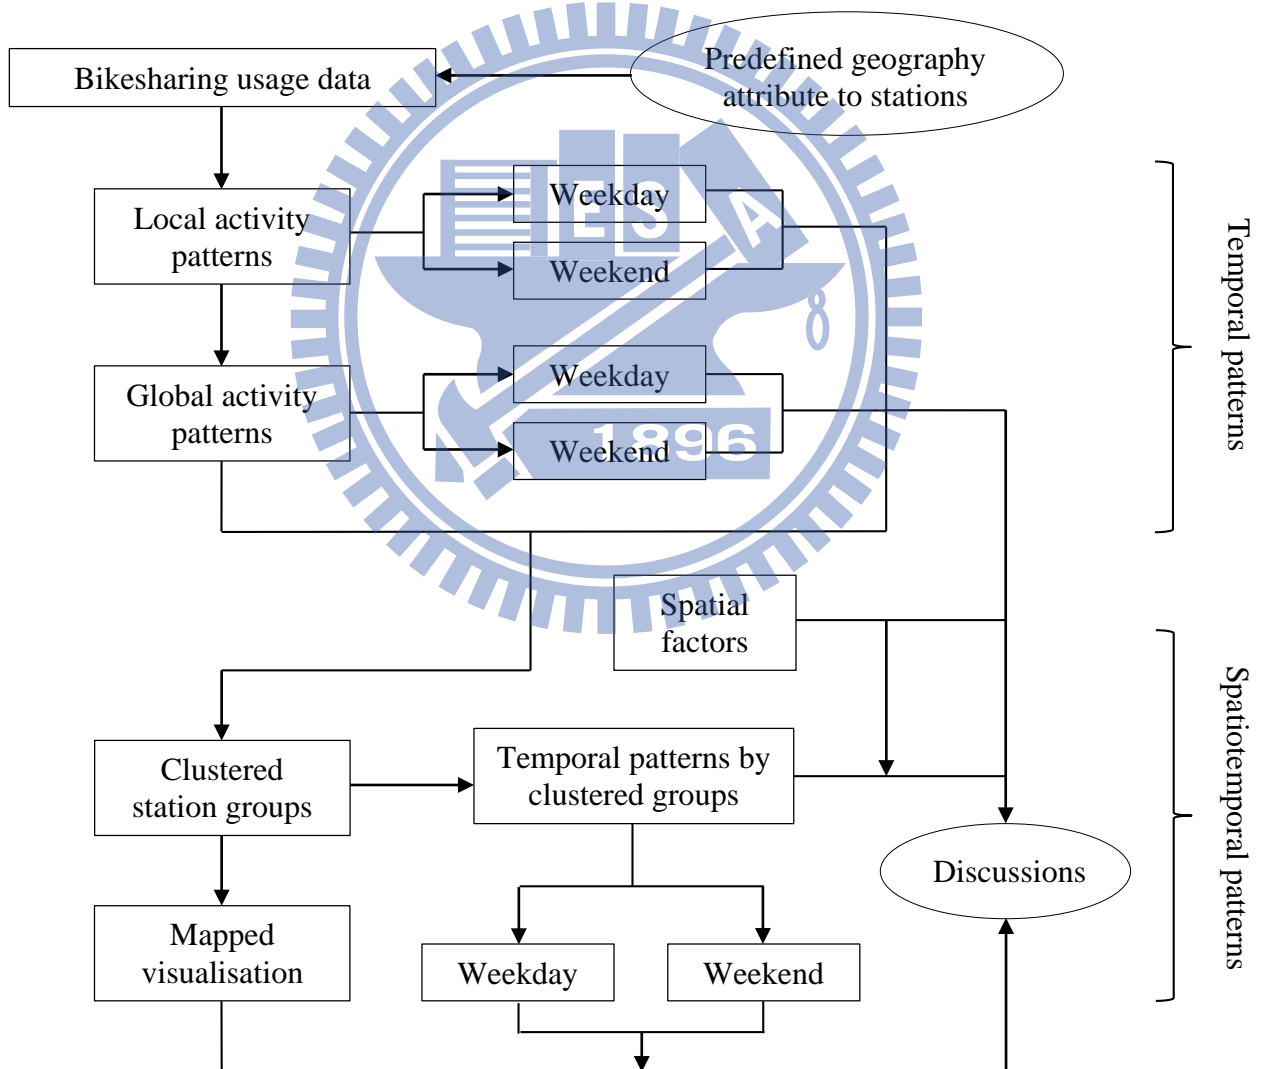 Bikesharing usage data
Predefined geography
attribute to stations
Local activity
patterns
Weekday
Weekend
Global activity
patterns
Weekday
Weekend
ESA
1896
Temporal patterns
Spatial
factors
Clustered
station groups
Temporal patterns by
clustered groups
Discussions
Mapped
visualisation
Weekday
Weekend
Spatiotemporal patterns